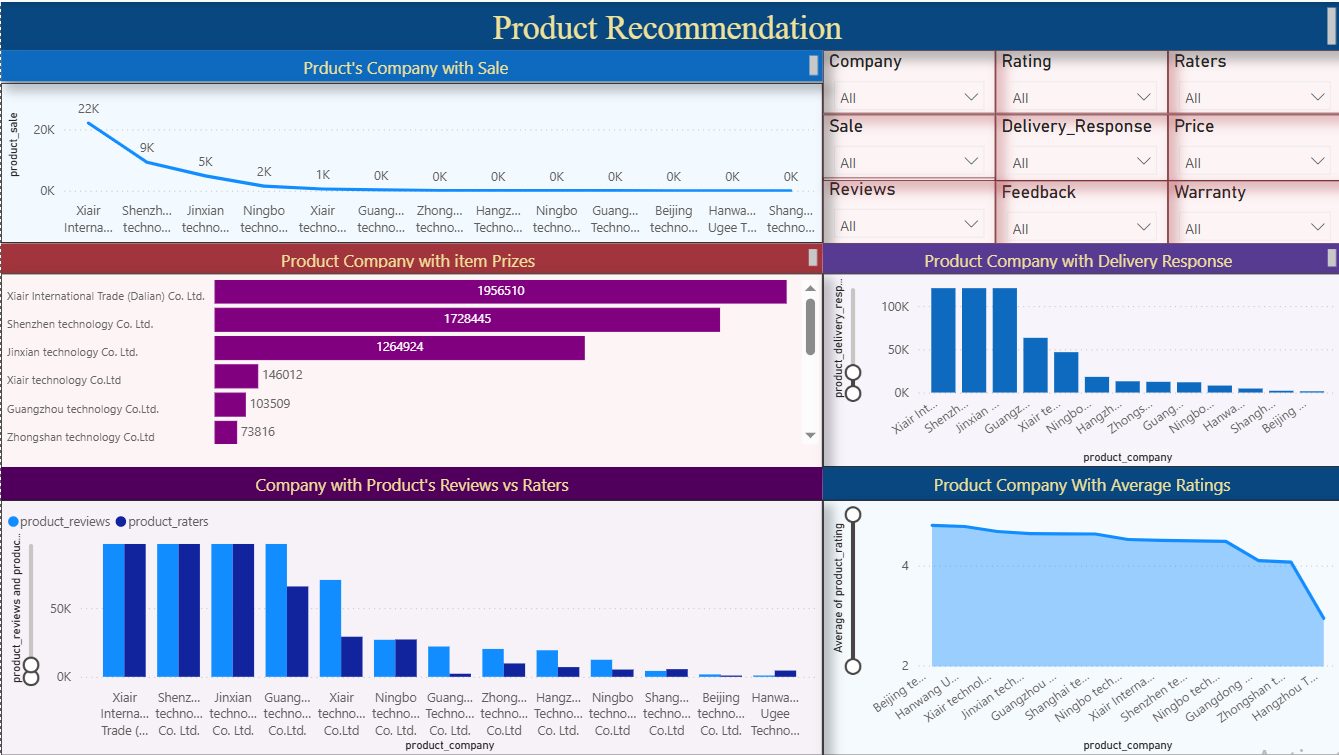 Product Recommendation
Prduct's Company with Sale
product_sale
20K
0K
22K
9K
5K
2K
1K
0K
0K
0K
0K
0K
0K
0K
0K
Xiair Interna...
Shenzh... techno...
Jinxian techno...
Ningbo techno...
Xiair techno...
Guang... techno...
Zhong... techno...
Hangz... Techno...
Ningbo techno...
Guang... Techno...
Beijing techno...
Hanwa... Ugee T...
Shang... techno...
Company
All
Rating
All
Raters
All
Sale
All
Delivery_Response
All
Price
All
Reviews
All
Feedback
All
Warranty
All
Product Company with item Prizes
Xiair International Trade (Dalian) Co. Ltd. 1956510
Shenzhen technology Co. Ltd. 1728445
Jinxian technology Co. Ltd. 1264924
Xiair technology Co.Ltd 146012
Guangzhou technology Co.Ltd. 103509
Zhongshan technology Co.Ltd 73816
Product Company with Delivery Response
product_delivery_resp...
100K
50K
0K
Xiair Int...
Shenzh...
Jinxian ...
Guangz...
Xiair te...
Ningbo...
Hangzh...
Zhongs...
Guang...
Ningbo...
Hanwa...
Shangh...
Beijing ...
product_company
Company with Product's Reviews vs Raters
product_reviews product_raters
product_reviews and produc...
50K
0K
Xiair Interna... Trade (...
Shenz... techno... Co. Ltd.
Jinxian techno... Co. Ltd.
Guang... techno... Co.Ltd.
Xiair techno... Co.Ltd
Ningbo techno... Co. Ltd.
Guang... Techno... Co. Ltd.
Zhong... techno... Co.Ltd
Hangz... Techno... Co. Ltd.
Ningbo techno... Co.Ltd
Shang... techno... Co. Ltd.
Beijing techno... Co. Ltd.
Hanwa... Ugee Techno...
product_company
Product Company With Average Ratings
Average of product_rating
4
2
Beijing te...
Hanwang U...
Xiair technol...
Jinxian tech...
Guangzhou ...
Shanghai te...
Ningbo tech...
Xiair Interna...
Shenzhen te...
Ningbo tech...
Guangdong ...
Zhongshan t...
Hangzhou T...
product_company